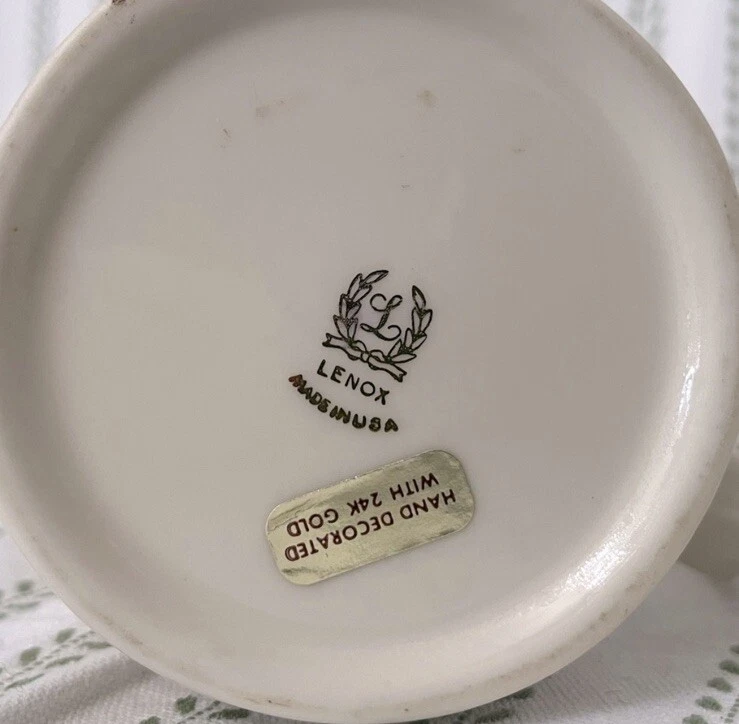 L
LENOX
MADE IN USA
HAND DECORATED
WITH 24K GOLD